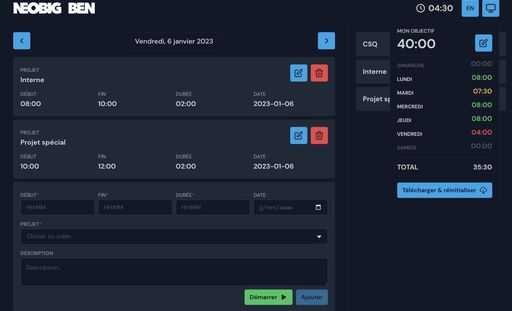 NEOBIG BEN
04:30
EN
Vendredi, 6 janvier 2023
PROJET
Interne
DÉBUT FIN DURÉE DATE
08:00 10:00 02:00 2023-01-06
PROJET
Projet spécial
DÉBUT FIN DURÉE DATE
10:00 12:00 02:00 2023-01-06
DÉBUT* FIN* DURÉE* DATE
HH:MM HH:MM HH:MM jj/mm/aaaa
PROJET*
Choisir ou créer...
DESCRIPTION
Description...
Démarrer Ajouter
CSQ
Interne
Projet sp
MON OBJECTIF
40:00
DIMANCHE 00:00
LUNDI 08:00
MARDI 07:30
MERCREDI 08:00
JEUDI 08:00
VENDREDI 04:00
SAMEDI 00:00
TOTAL 35:30
Télécharger & réinitialiser